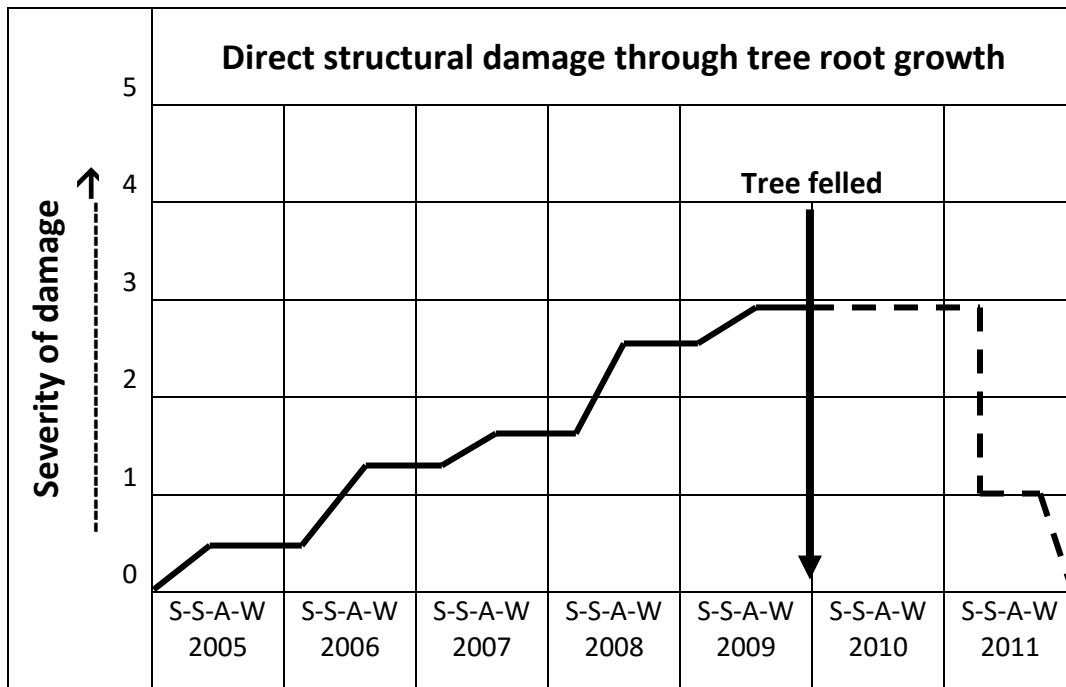 Direct structural damage through tree root growth
5
4
3
2
1
0
Severity of damage
Tree felled
S-S-A-W S-S-A-W S-S-A-W S-S-A-W S-S-A-W S-S-A-W S-S-A-W
2005 2006 2007 2008 2009 2010 2011